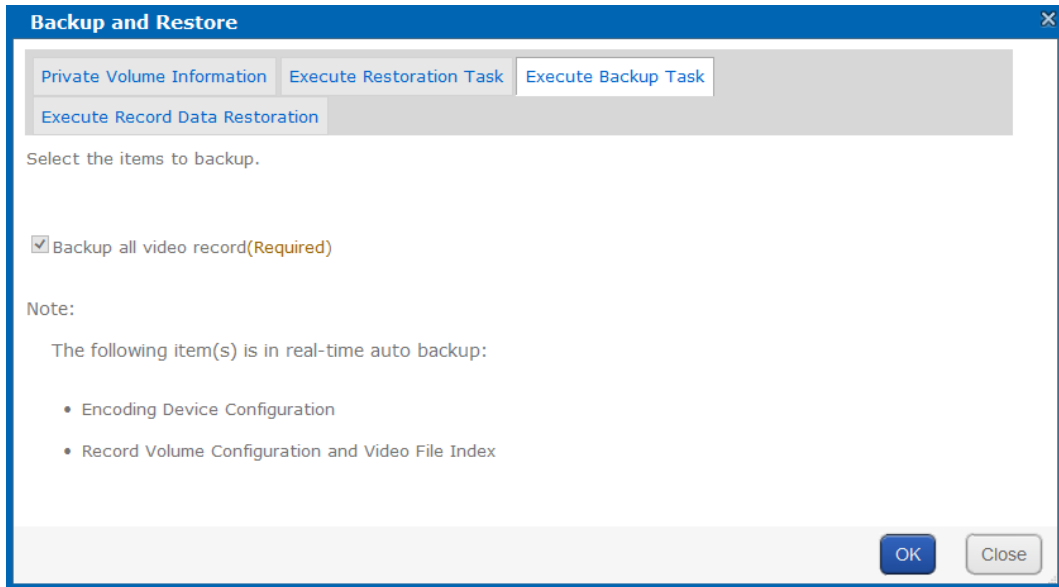 Backup and Restore
Private Volume Information Execute Restoration Task Execute Backup Task
Execute Record Data Restoration
Select the items to backup.
Backup all video record(Required)
Note:
The following item(s) is in real-time auto backup:
• Encoding Device Configuration
• Record Volume Configuration and Video File Index
OK Close